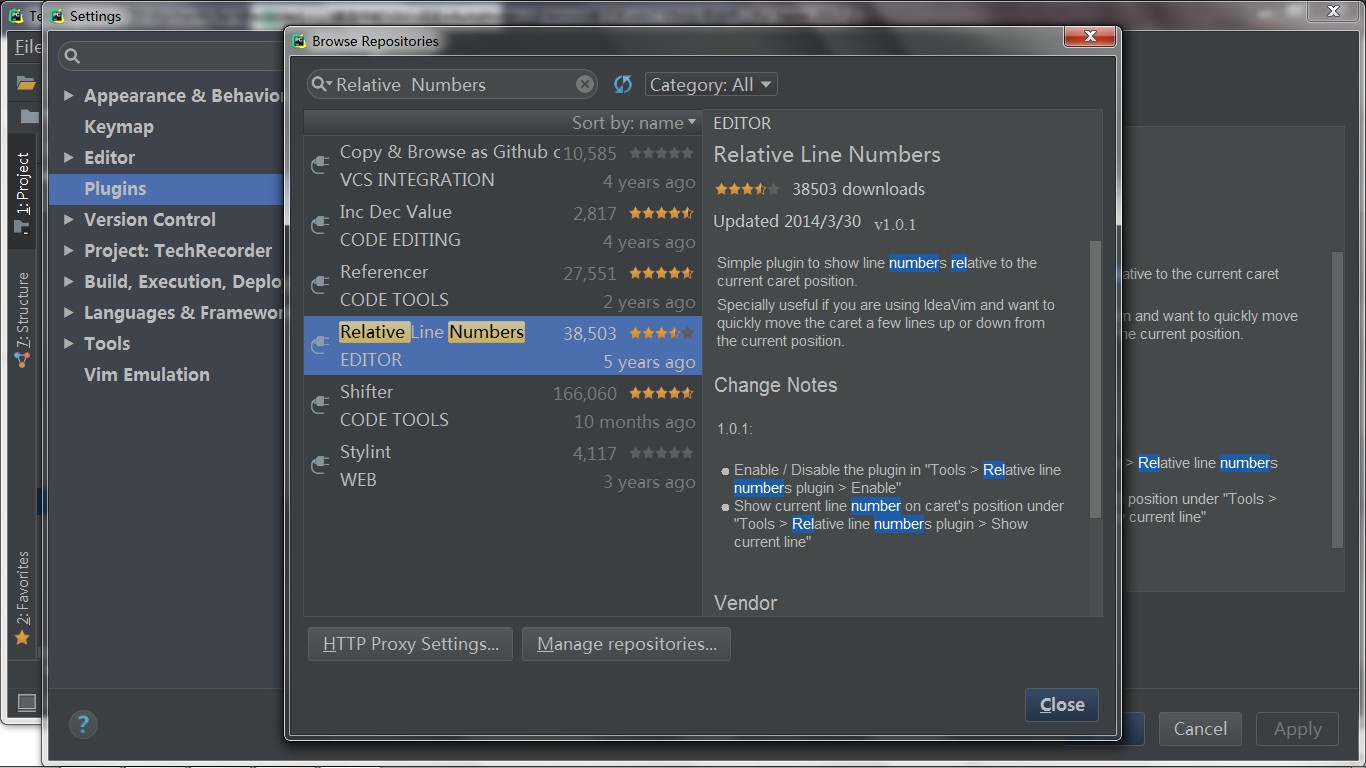 Te
Settings
File
1: Project
7: Structure
2: Favorites
Appearance & Behavior
Keymap
Editor
Plugins
Version Control
Project: TechRecorder
Build, Execution, Deplo
Languages & Framewor
Tools
Vim Emulation
?
Browse Repositories
Relative  Numbers
Category: All
Sort by: name
Copy & Browse as Github c 10,585
VCS INTEGRATION 4 years ago
Inc Dec Value 2,817
CODE EDITING 4 years ago
Referencer 27,551
CODE TOOLS 2 years ago
Relative Line Numbers 38,503
EDITOR 5 years ago
Shifter 166,060
CODE TOOLS 10 months ago
Stylint 4,117
WEB 3 years ago
EDITOR
Relative Line Numbers
38503 downloads
Updated 2014/3/30 v1.0.1
Simple plugin to show line numbers relative to the
current caret position.
Specially useful if you are using IdeaVim and want to
quickly move the caret a few lines up or down from
the current position.
Change Notes
1.0.1:
Enable / Disable the plugin in "Tools > Relative line
numbers plugin > Enable"
Show current line number on caret's position under
"Tools > Relative line numbers plugin > Show
current line"
Vendor
HTTP Proxy Settings...
Manage repositories...
Close
ative to the current caret
m and want to quickly move
he current position.
> Relative line numbers
position under "Tools >
current line"
Cancel
Apply